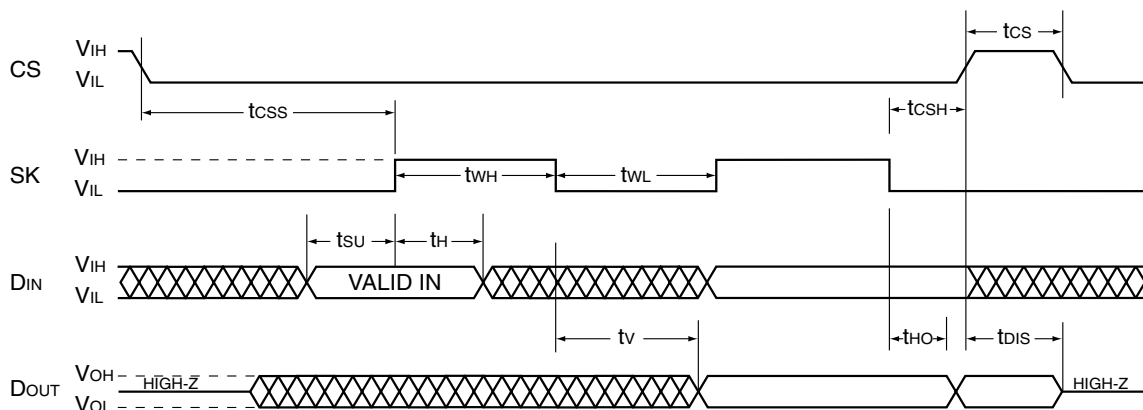 tCS
VIH
CS
VIL
tCSS
tCSH
VIH
SK
tWH
tWL
VIL
tSU
tH
VIH
DIN
VALID IN
VIL
tV
tHO
tDIS
VOH
DOUT
HIGH-Z
HIGH-Z
VOL